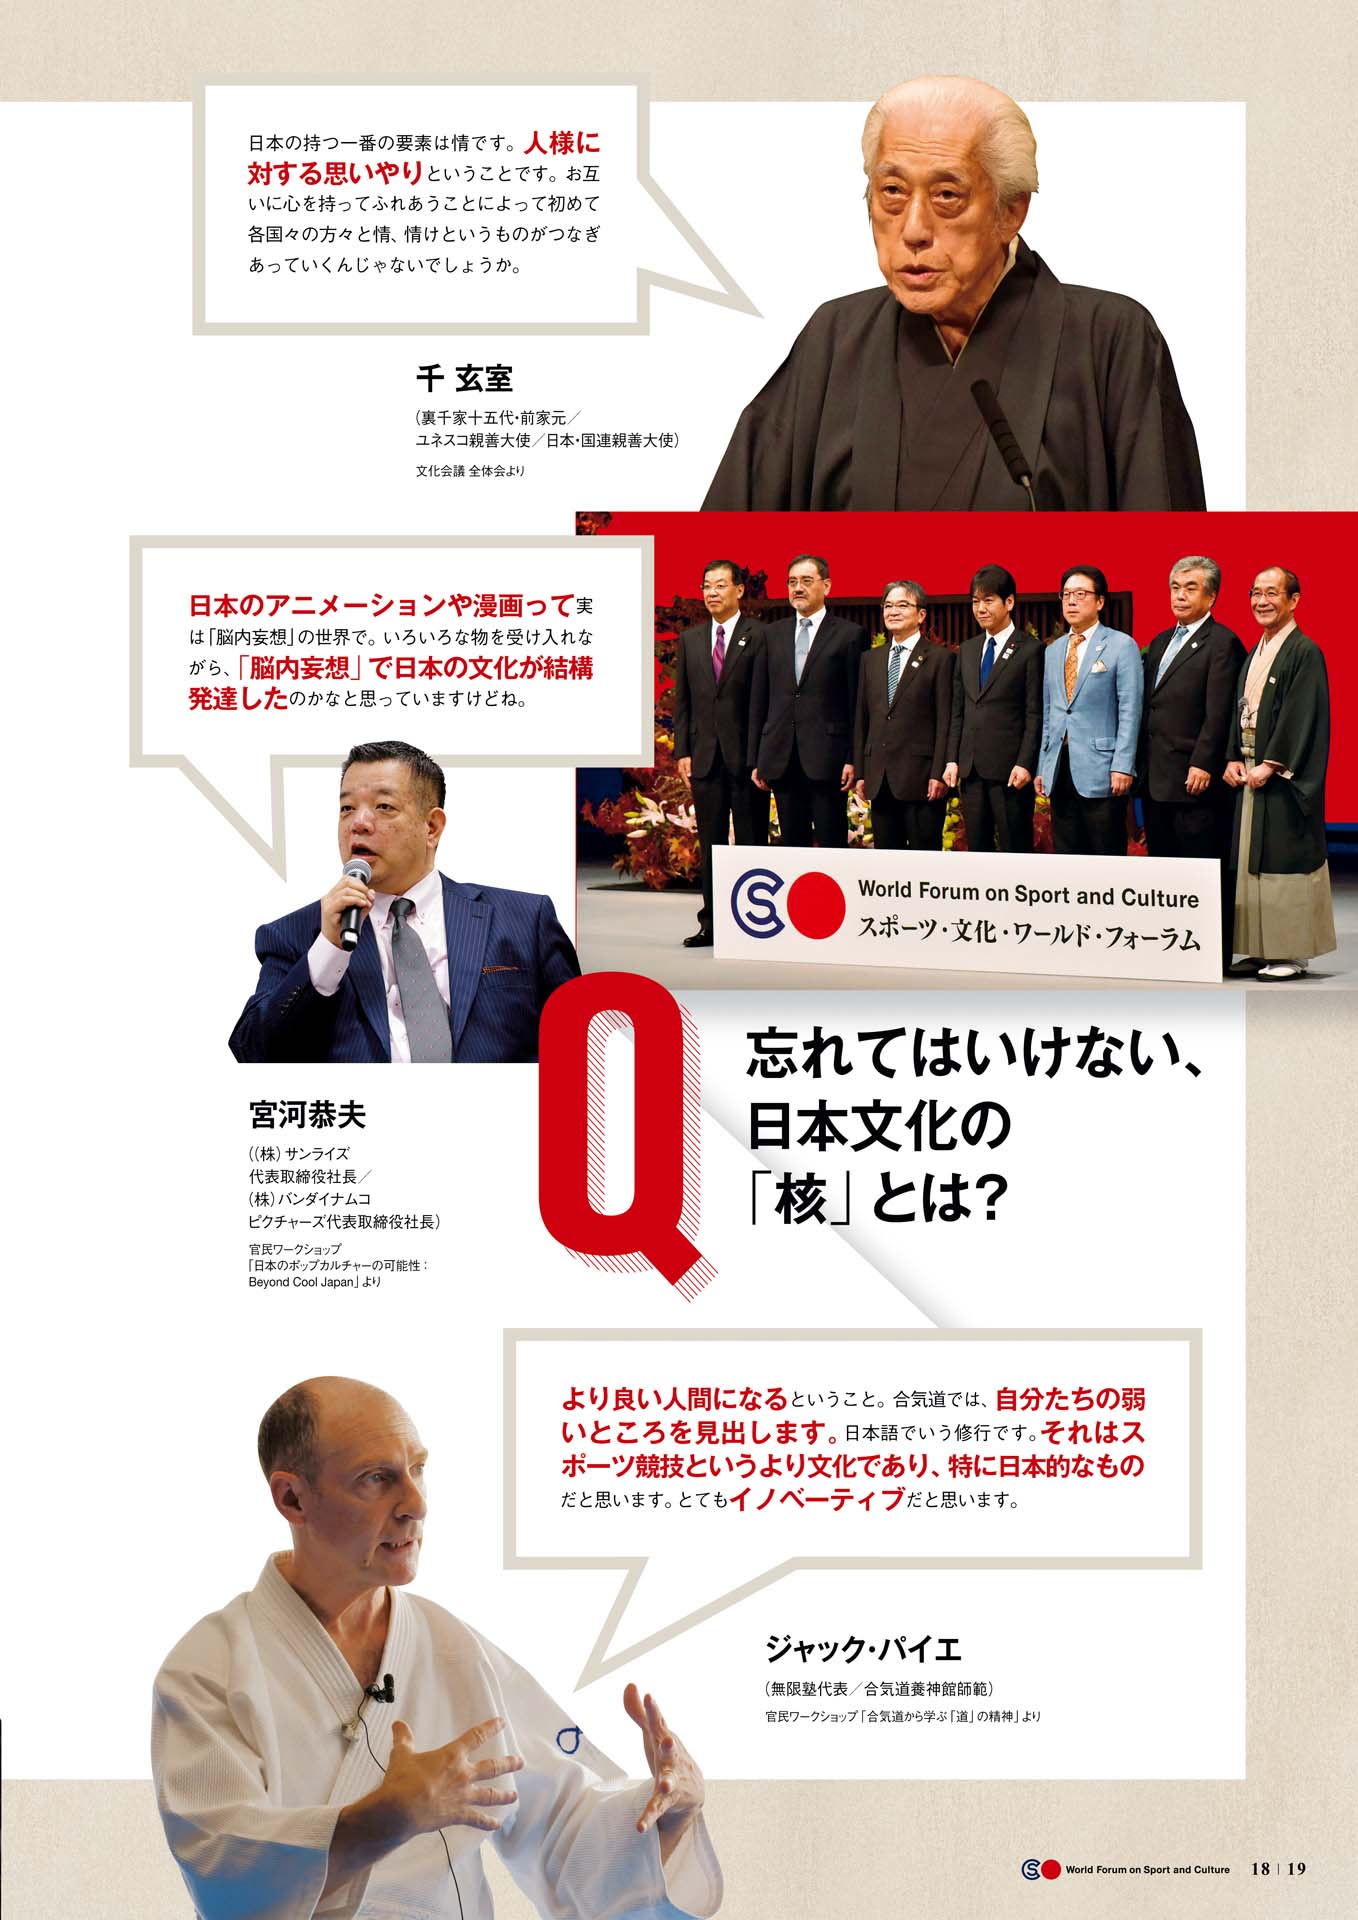 日本の持つ一番の要素は情です。人様に
対する思いやりということです。お互
いに心を持ってふれあうことによって初めて
各国々の方々と情、情けというものがつなぎ
あっていくんじゃないでしょうか。
千 玄室
(裏千家十五代・前家元／
ユネスコ親善大使／日本・国連親善大使)
文化会議 全体会より
日本のアニメーションや漫画って実
は「脳内妄想」の世界で。いろいろな物を受け入れな
がら、「脳内妄想」で日本の文化が結構
発達したのかなと思っていますけどね。
World Forum on Sport and Culture
スポーツ・文化・ワールド・フォーラム
宮河恭夫
((株)サンライズ
代表取締役社長／
(株)バンダイナムコ
ピクチャーズ代表取締役社長)
官民ワークショップ
「日本のポップカルチャーの可能性：
Beyond Cool Japan」より
Q
忘れてはいけない、
日本文化の
「核」とは？
より良い人間になるということ。合気道では、自分たちの弱
いところを見出します。日本語でいう修行です。それはス
ポーツ競技というより文化であり、特に日本的なもの
だと思います。とてもイノベーティブだと思います。
ジャック・パイエ
(無限塾代表／合気道養神館師範)
官民ワークショップ「合気道から学ぶ「道」の精神」より
World Forum on Sport and Culture 18 | 19